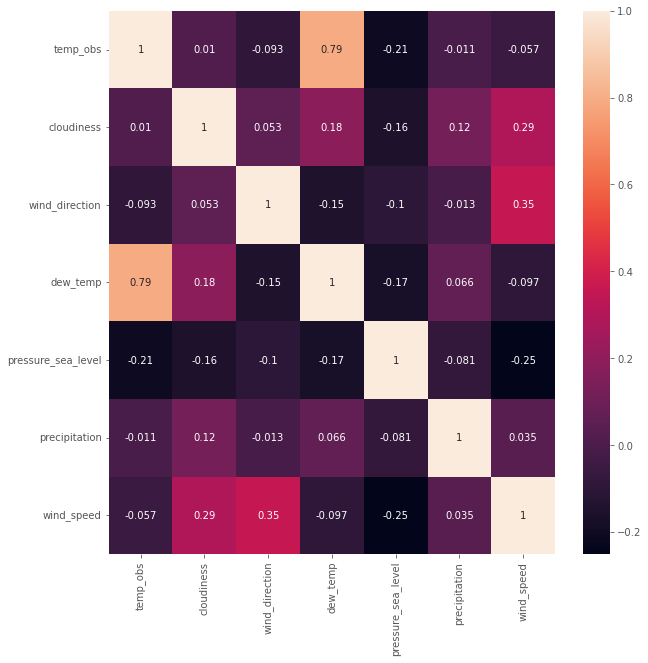 temp_obs 1 0.01 -0.093 0.79 -0.21 -0.011 -0.057
cloudiness 0.01 1 0.053 0.18 -0.16 0.12 0.29
wind_direction -0.093 0.053 1 -0.15 -0.1 -0.013 0.35
dew_temp 0.79 0.18 -0.15 1 -0.17 0.066 -0.097
pressure_sea_level -0.21 -0.16 -0.1 -0.17 1 -0.081 -0.25
precipitation -0.011 0.12 -0.013 0.066 -0.081 1 0.035
wind_speed -0.057 0.29 0.35 -0.097 -0.25 0.035 1
temp_obs
cloudiness
wind_direction
dew_temp
pressure_sea_level
precipitation
wind_speed
1.0
0.8
0.6
0.4
0.2
0.0
−0.2